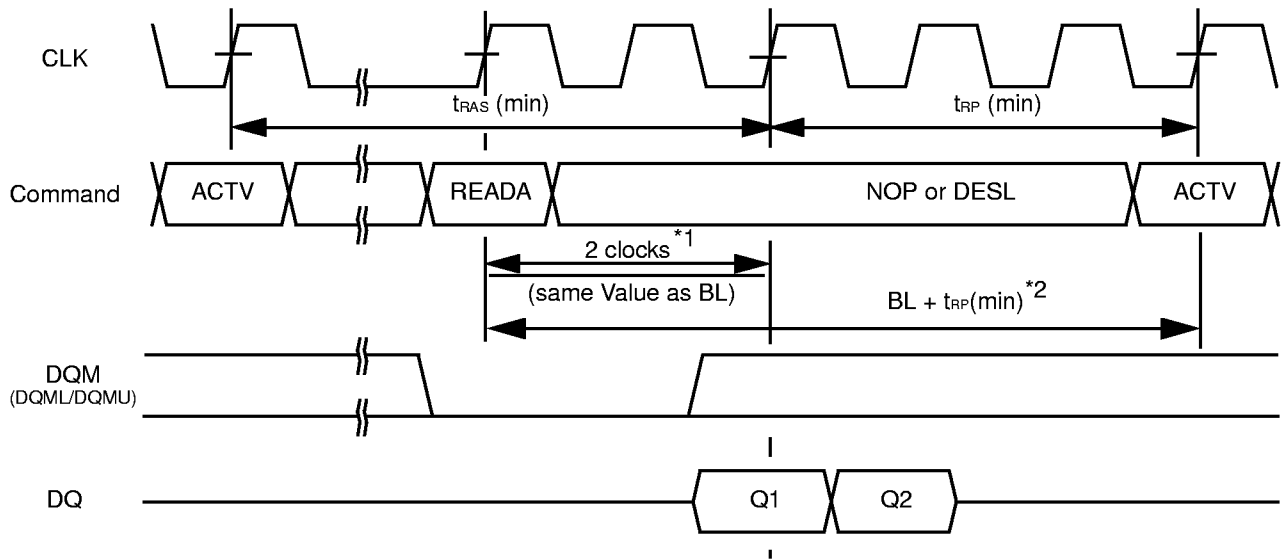 CLK
tRAS (min)
tRP (min)
Command
ACTV
READA
NOP or DESL
ACTV
2 clocks*1
(same Value as BL)
BL + tRP(min)*2
DQM
(DQML/DQMU)
DQ
Q1
Q2